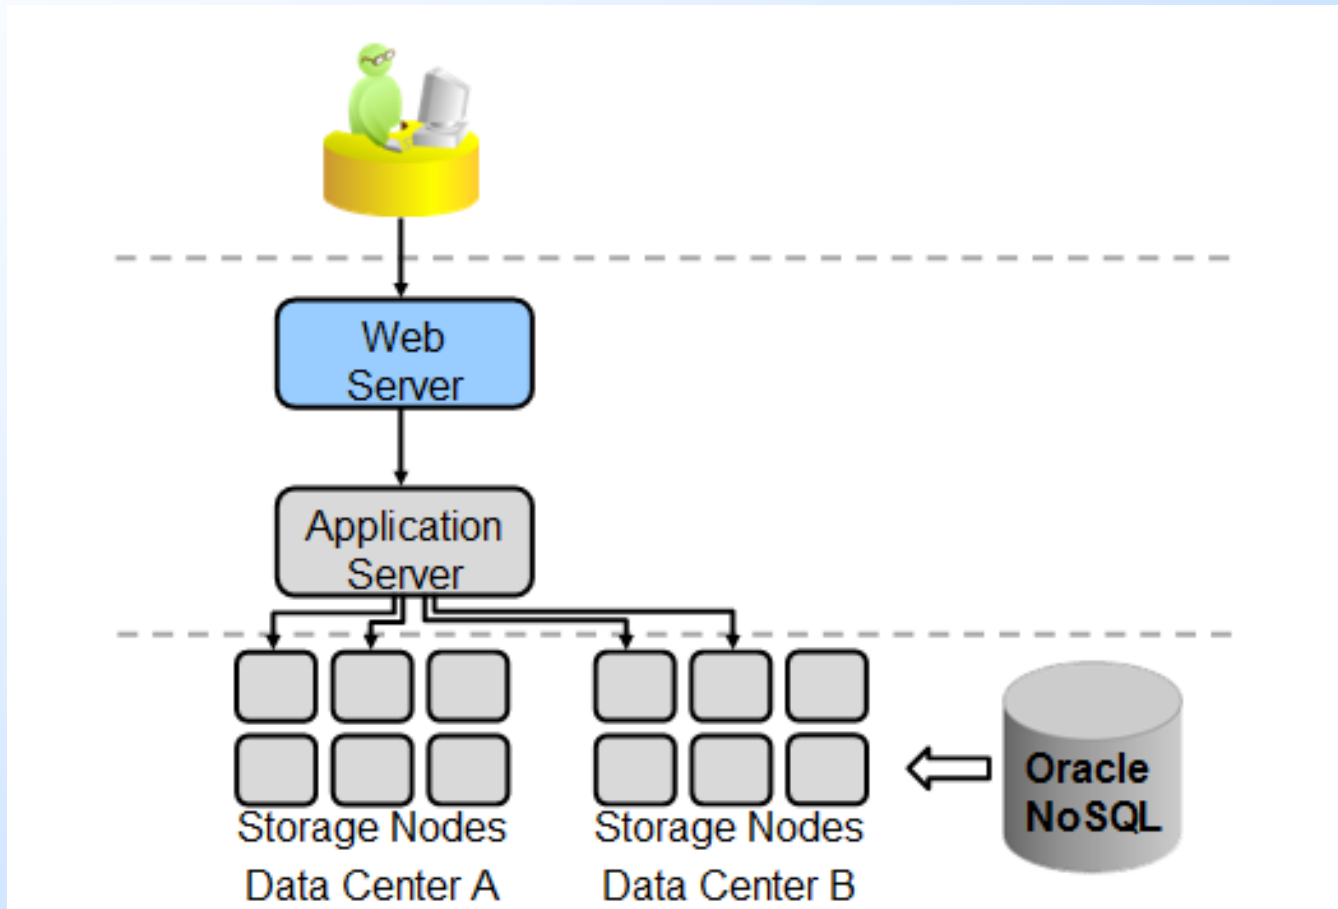 Web
Server
Application
Server
Storage Nodes
Data Center A
Storage Nodes
Data Center B
Oracle
NoSQL